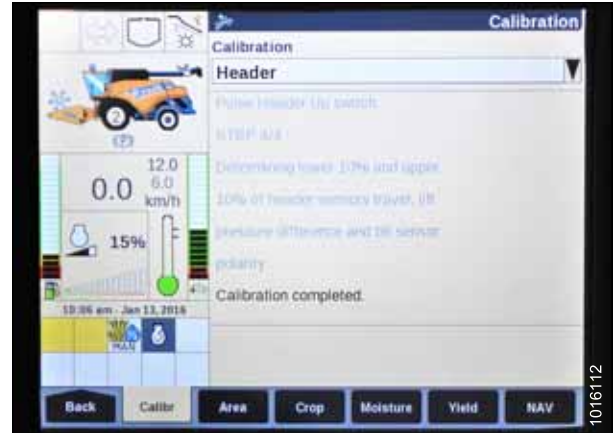 Calibration
Calibration
Header
Pulse Header Up switch
STEP 4/4
Determining lower 10% and upper
10% of header sensors travel, lift
pressure difference and tilt sensor
polarity
Calibration completed.
2
(?)
12.0
6.0
0.0
km/h
15%
10:06 am - Jan 13, 2016
MAX
Back
Calibr
Area
Crop
Moisture
Yield
NAV
1016112